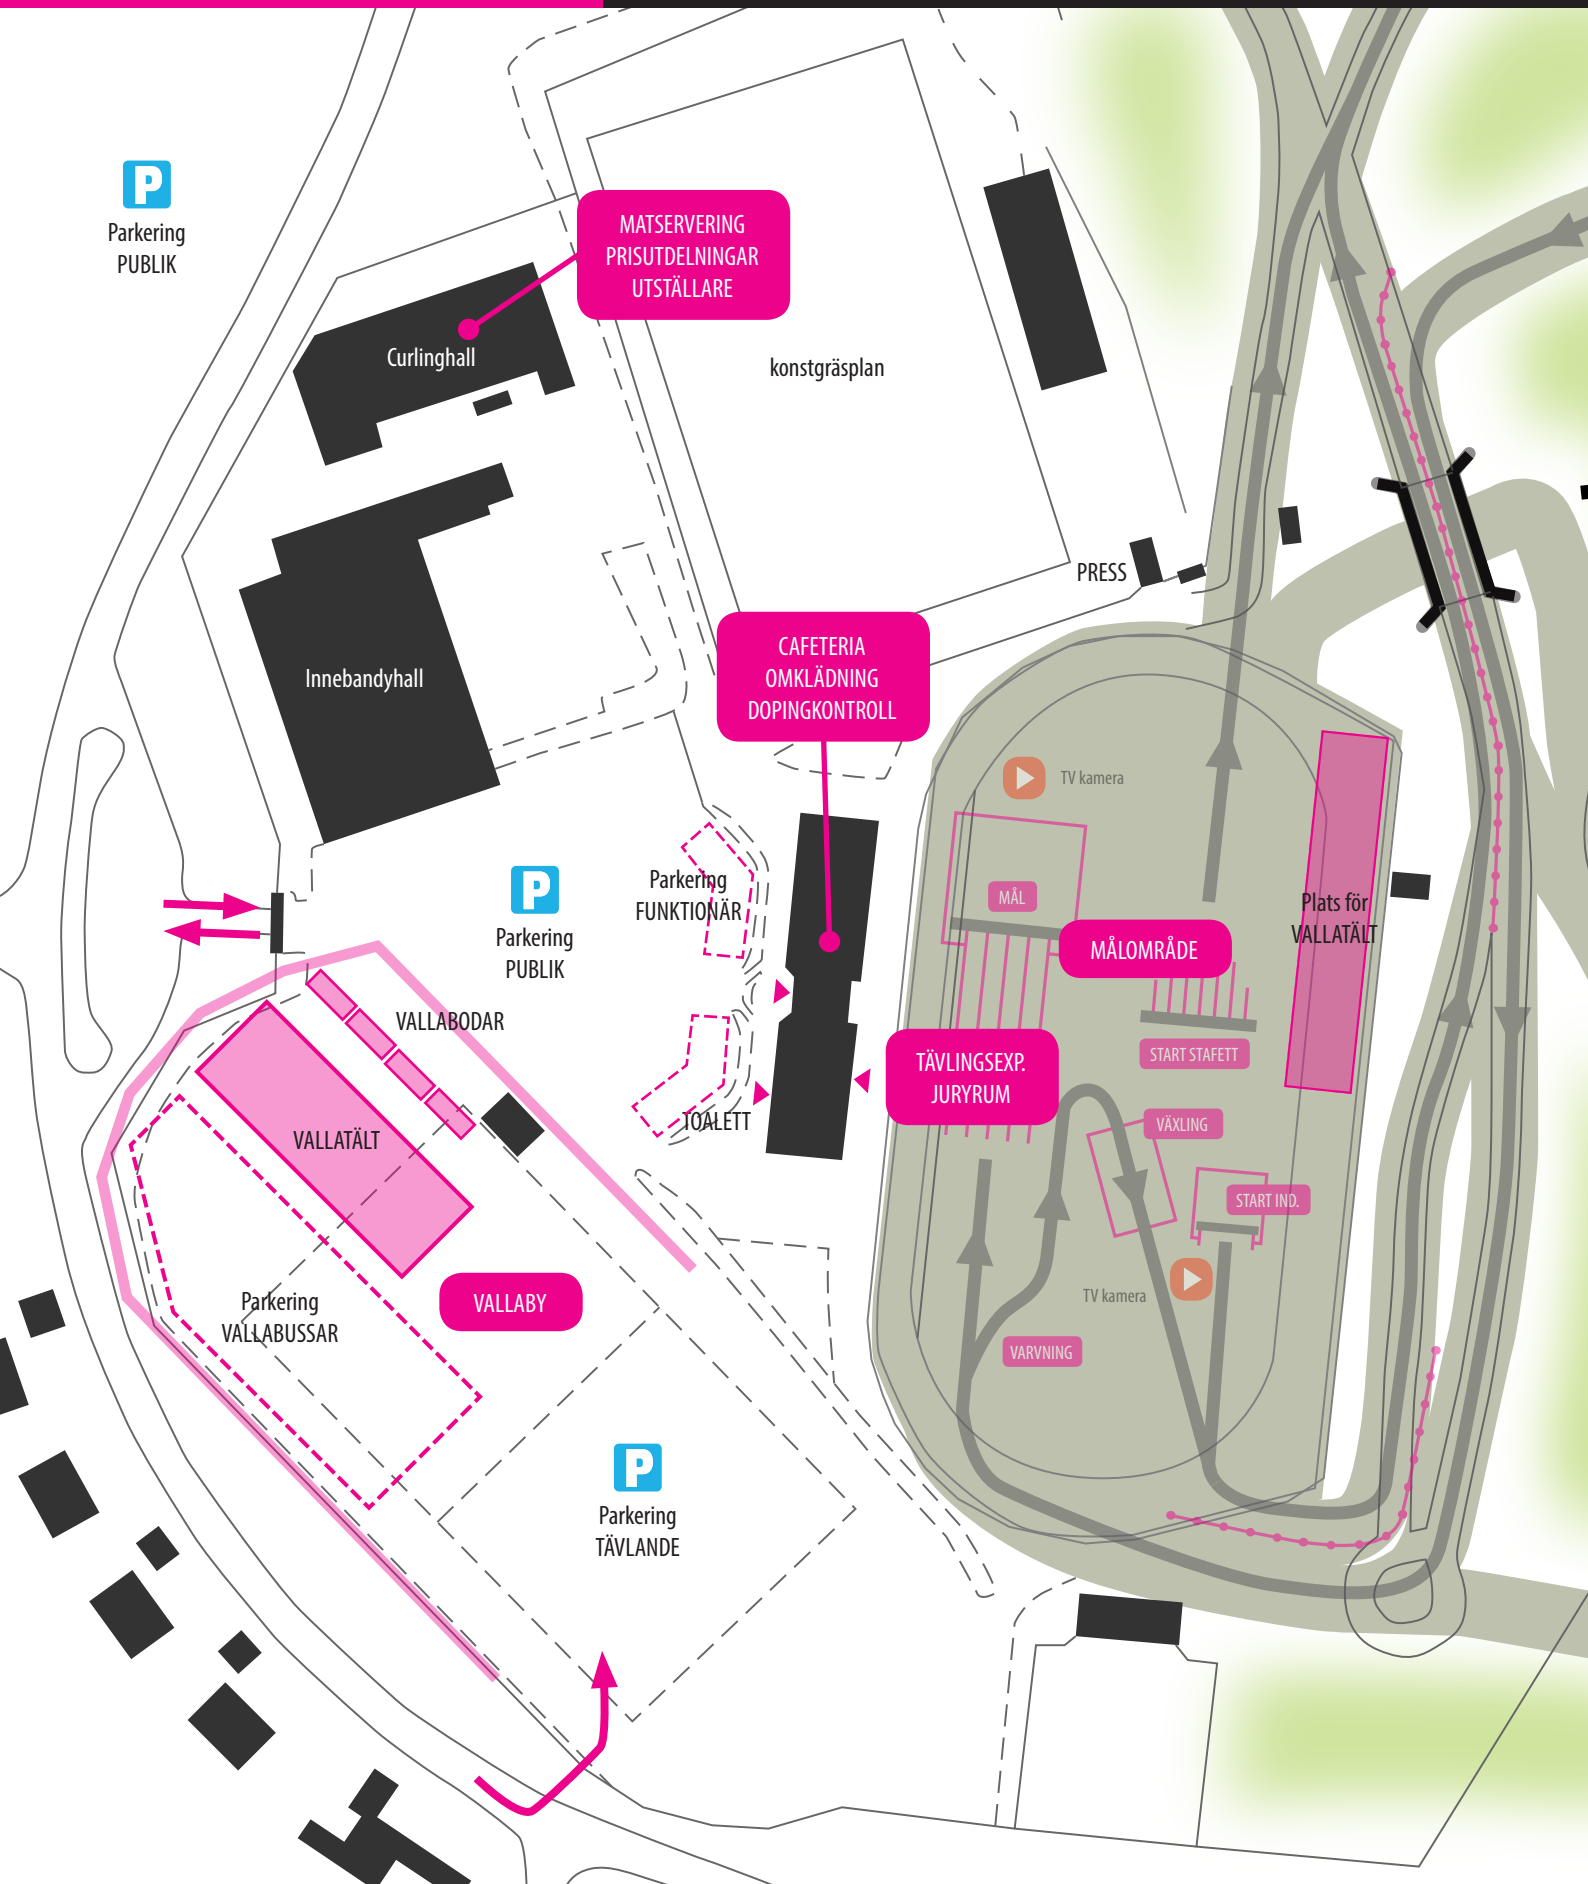 P
Parkering
PUBLIK
MATSERVERING
PRISUTDELNINGAR
UTSTÄLLARE
Curlinghall
konstgräsplan
PRESS
Innebandyhall
CAFETERIA
OMKLÄDNING
DOPINGKONTROLL
TV kamera
P
Parkering
PUBLIK
Parkering
FUNKTIONÄR
MÅL
MÅLOMRÅDE
Plats för
VALLATÄLT
VALLABODAR
START STAFETT
TÄVLINGSEXP.
JURYRUM
TOALETT
VÄXLING
VALLATÄLT
START IND.
TV kamera
VALLABY
Parkering
VALLABUSSAR
VARVNING
P
Parkering
TÄVLANDE